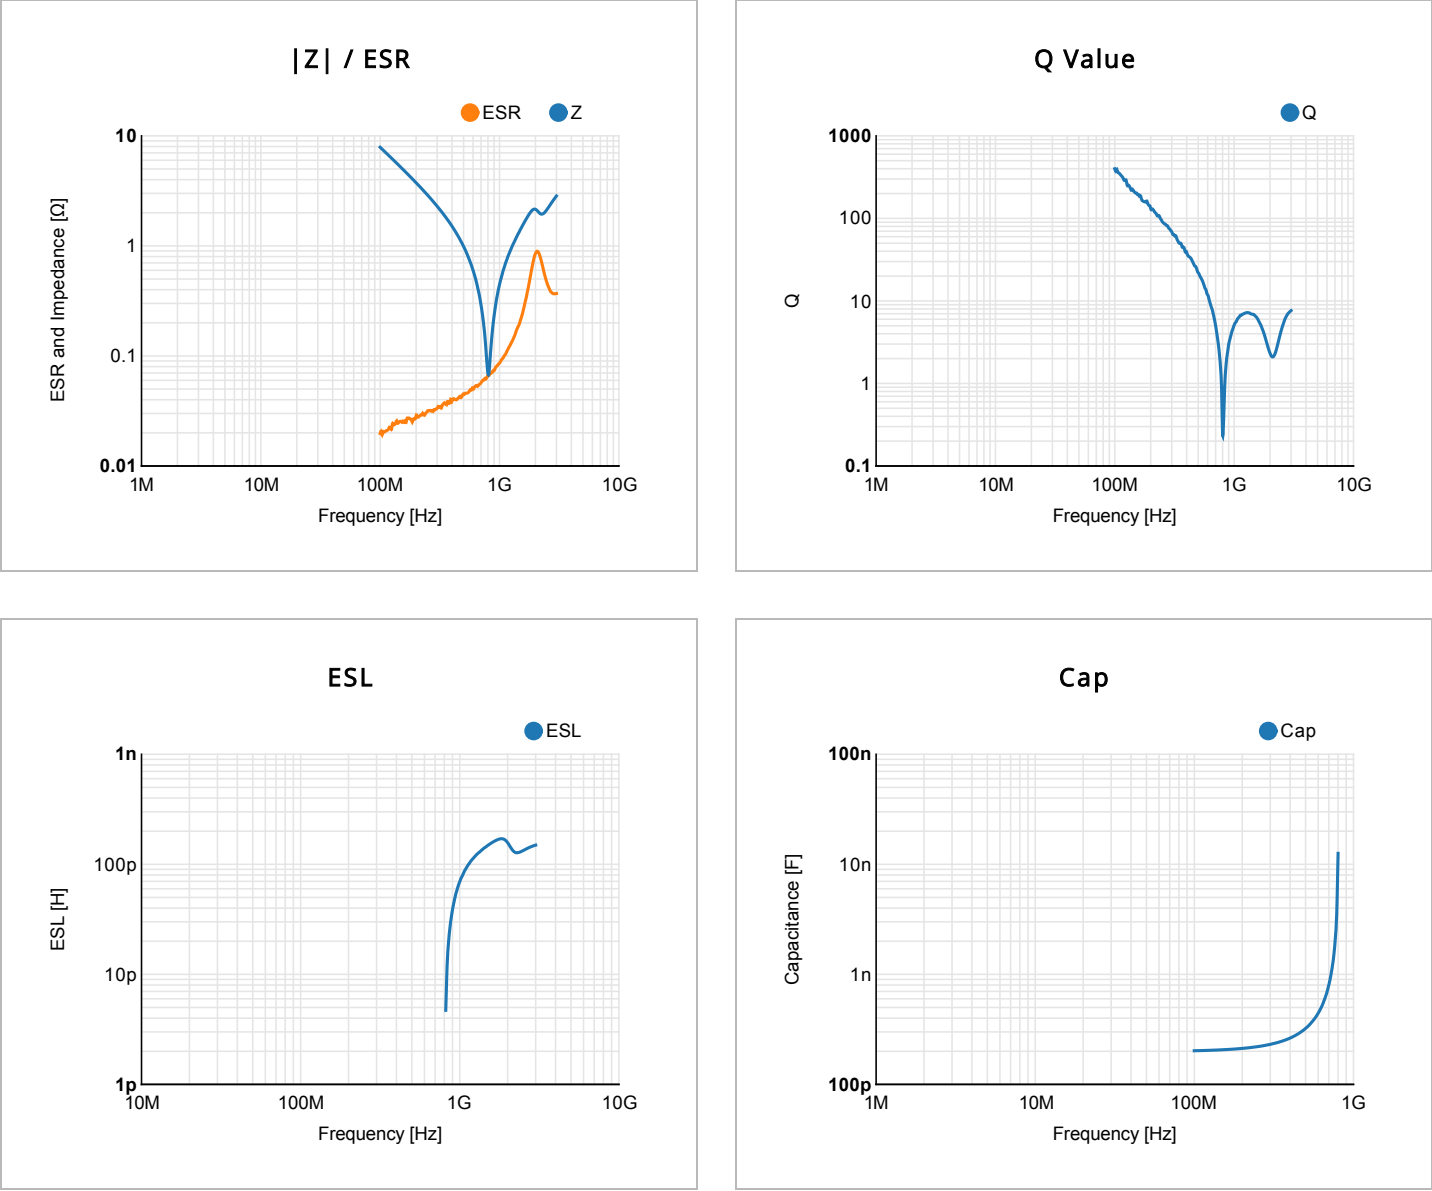 |Z| / ESR
ESR Z
10
1
0.1
0.01
ESR and Impedance [Ω]
1M 10M 100M 1G 10G
Frequency [Hz]
Q Value
Q
1000
100
10
1
0.1
Q
1M 10M 100M 1G 10G
Frequency [Hz]
ESL
ESL
1n
100p
10p
1p
ESL [H]
10M 100M 1G 10G
Frequency [Hz]
Cap
Cap
100n
10n
1n
100p
Capacitance [F]
1M 10M 100M 1G
Frequency [Hz]